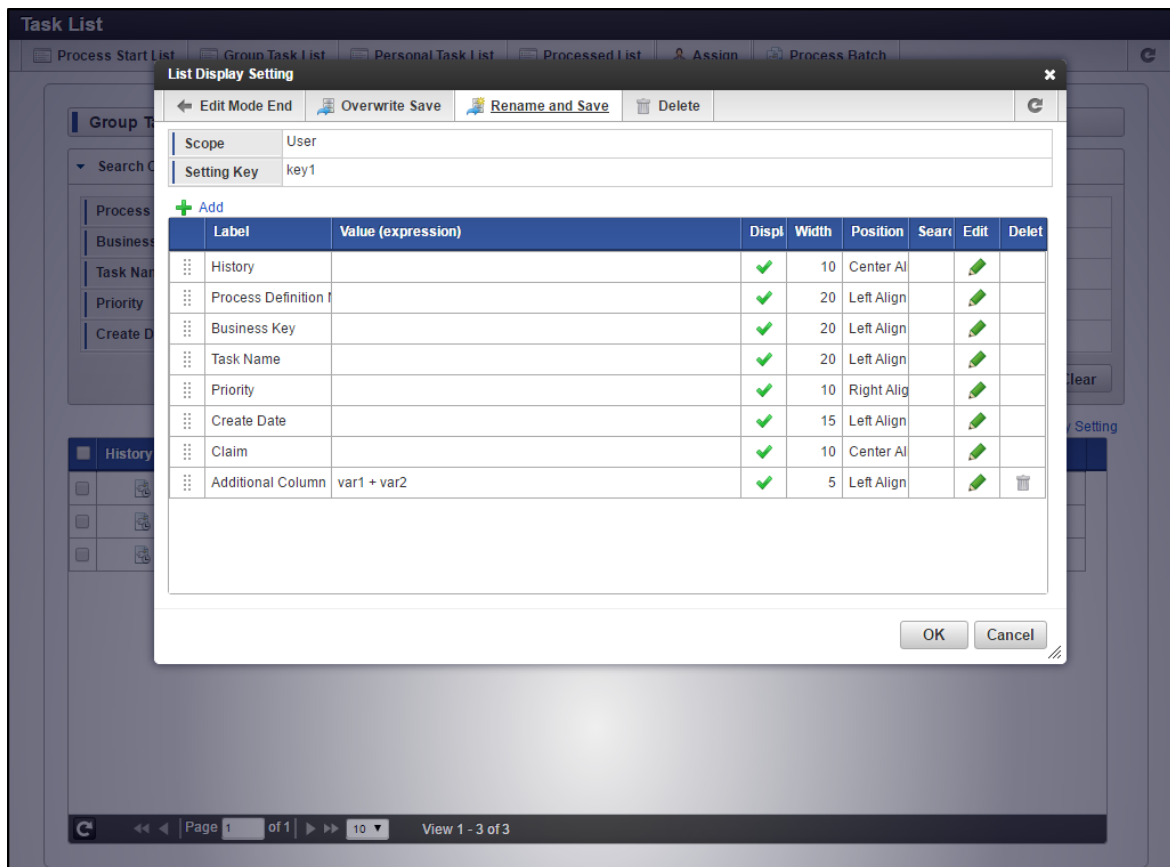 Task List
Process Start List Group Task List Personal Task List Processed List Assign Process Batch
List Display Setting
Edit Mode End Overwrite Save Rename and Save Delete
Group T
Scope User
Setting Key key1
Search C
Add
Process
Label Value (expression) Displ Width Position Searc Edit Delet
Business
History 10 Center Al
Task Nam
Process Definition N 20 Left Align
Priority
Business Key 20 Left Align
Create D
Task Name 20 Left Align
Priority 10 Right Alig
Clear
Create Date 15 Left Align
y Setting
History
Claim 10 Center Al
Additional Column var1 + var2 5 Left Align
OK Cancel
Page 1 of 1 10 View 1 - 3 of 3